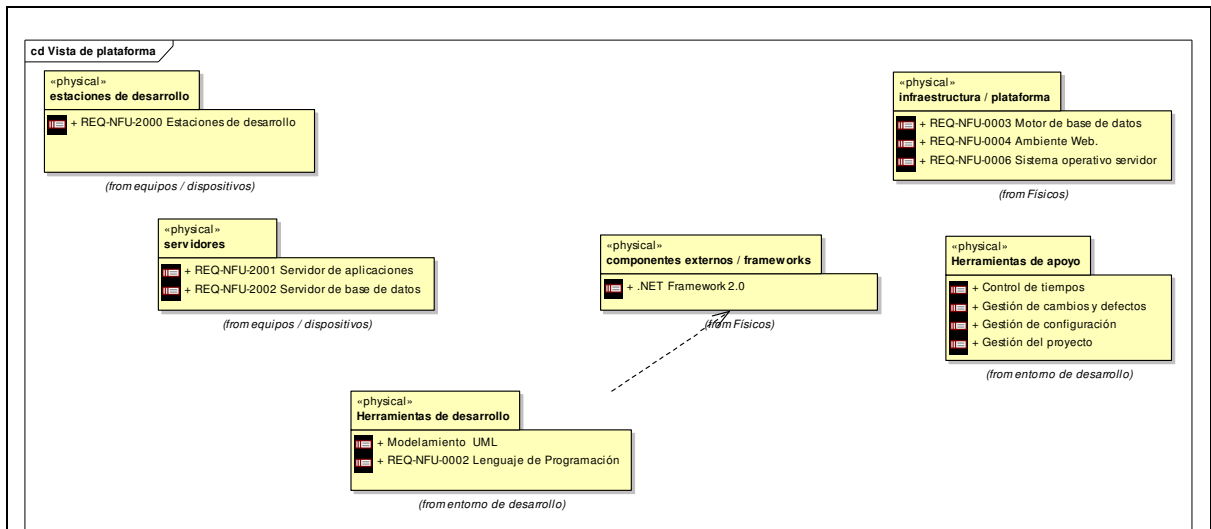 cd Vista de plataforma
«physical»
estaciones de desarrollo
+ REQ-NFU-2000 Estaciones de desarrollo
(from equipos / dispositivos)
«physical»
infraestructura / plataforma
+ REQ-NFU-0003 Motor de base de datos
+ REQ-NFU-0004 Ambiente Web.
+ REQ-NFU-0006 Sistema operativo servidor
(from Físicos)
«physical»
servidores
+ REQ-NFU-2001 Servidor de aplicaciones
+ REQ-NFU-2002 Servidor de base de datos
(from equipos / dispositivos)
«physical»
componentes externos / frameworks
+ .NET Framework 2.0
(from Físicos)
«physical»
Herramientas de apoyo
+ Control de tiempos
+ Gestión de cambios y defectos
+ Gestión de configuración
+ Gestión del proyecto
(from entorno de desarrollo)
«physical»
Herramientas de desarrollo
+ Modelamiento UML
+ REQ-NFU-0002 Lenguaje de Programación
(from entorno de desarrollo)